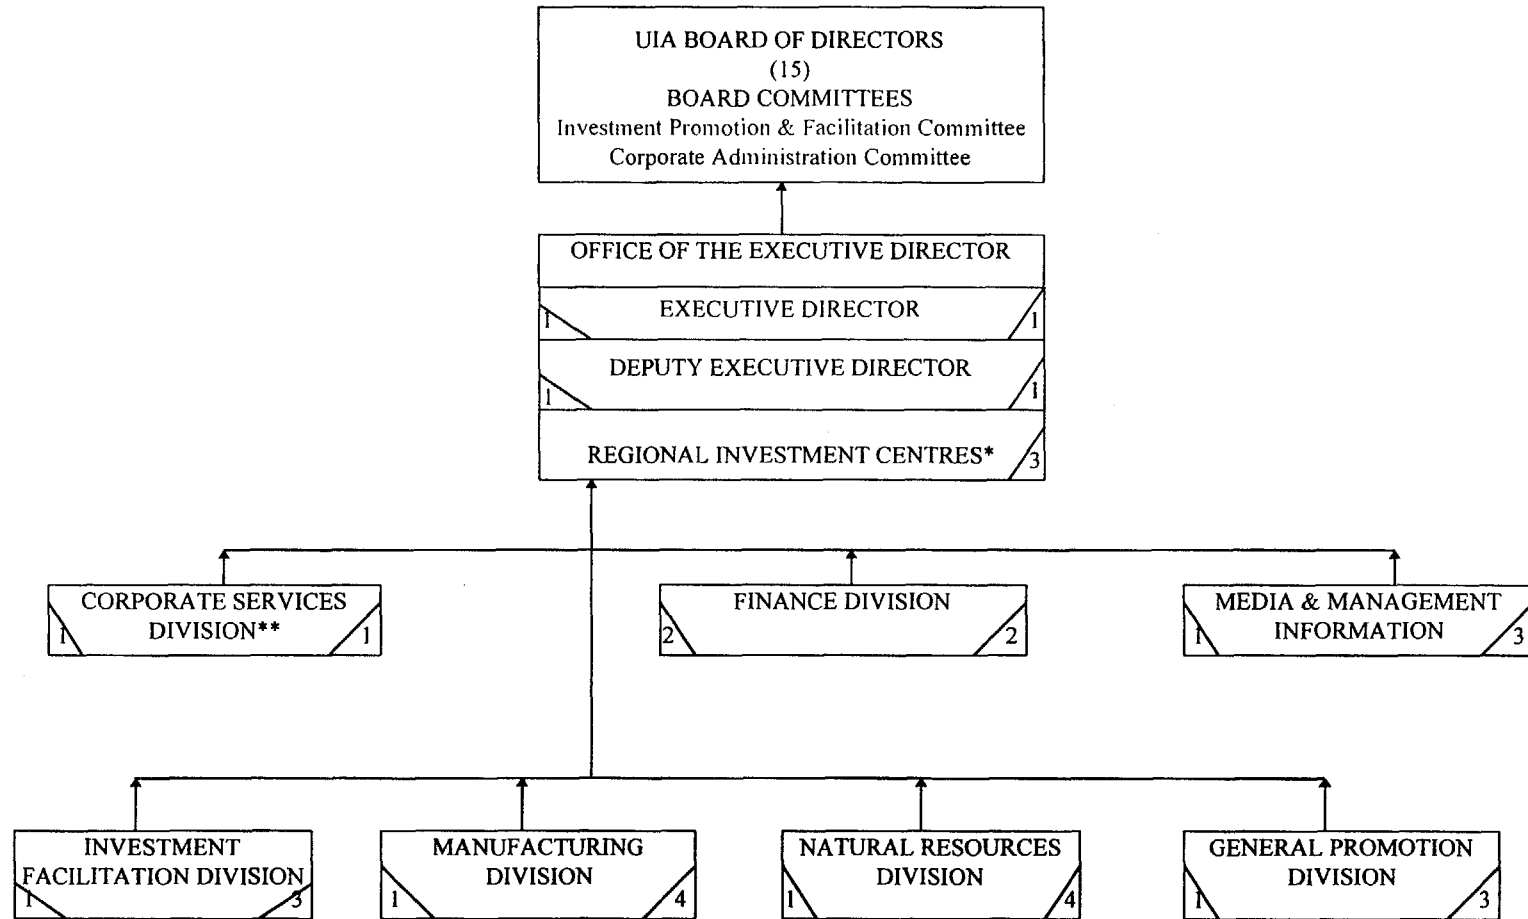 UIA BOARD OF DIRECTORS
(15)
BOARD COMMITTEES
Investment Promotion & Facilitation Committee
Corporate Administration Committee
OFFICE OF THE EXECUTIVE DIRECTOR
EXECUTIVE DIRECTOR
1 1
DEPUTY EXECUTIVE DIRECTOR
1 1
REGIONAL INVESTMENT CENTRES*
3
CORPORATE SERVICES
DIVISION**
1 1
FINANCE DIVISION
2 2
MEDIA & MANAGEMENT
INFORMATION
1 3
INVESTMENT
FACILITATION DIVISION
1 3
MANUFACTURING
DIVISION
1 4
NATURAL RESOURCES
DIVISION
1 4
GENERAL PROMOTION
DIVISION
1 3